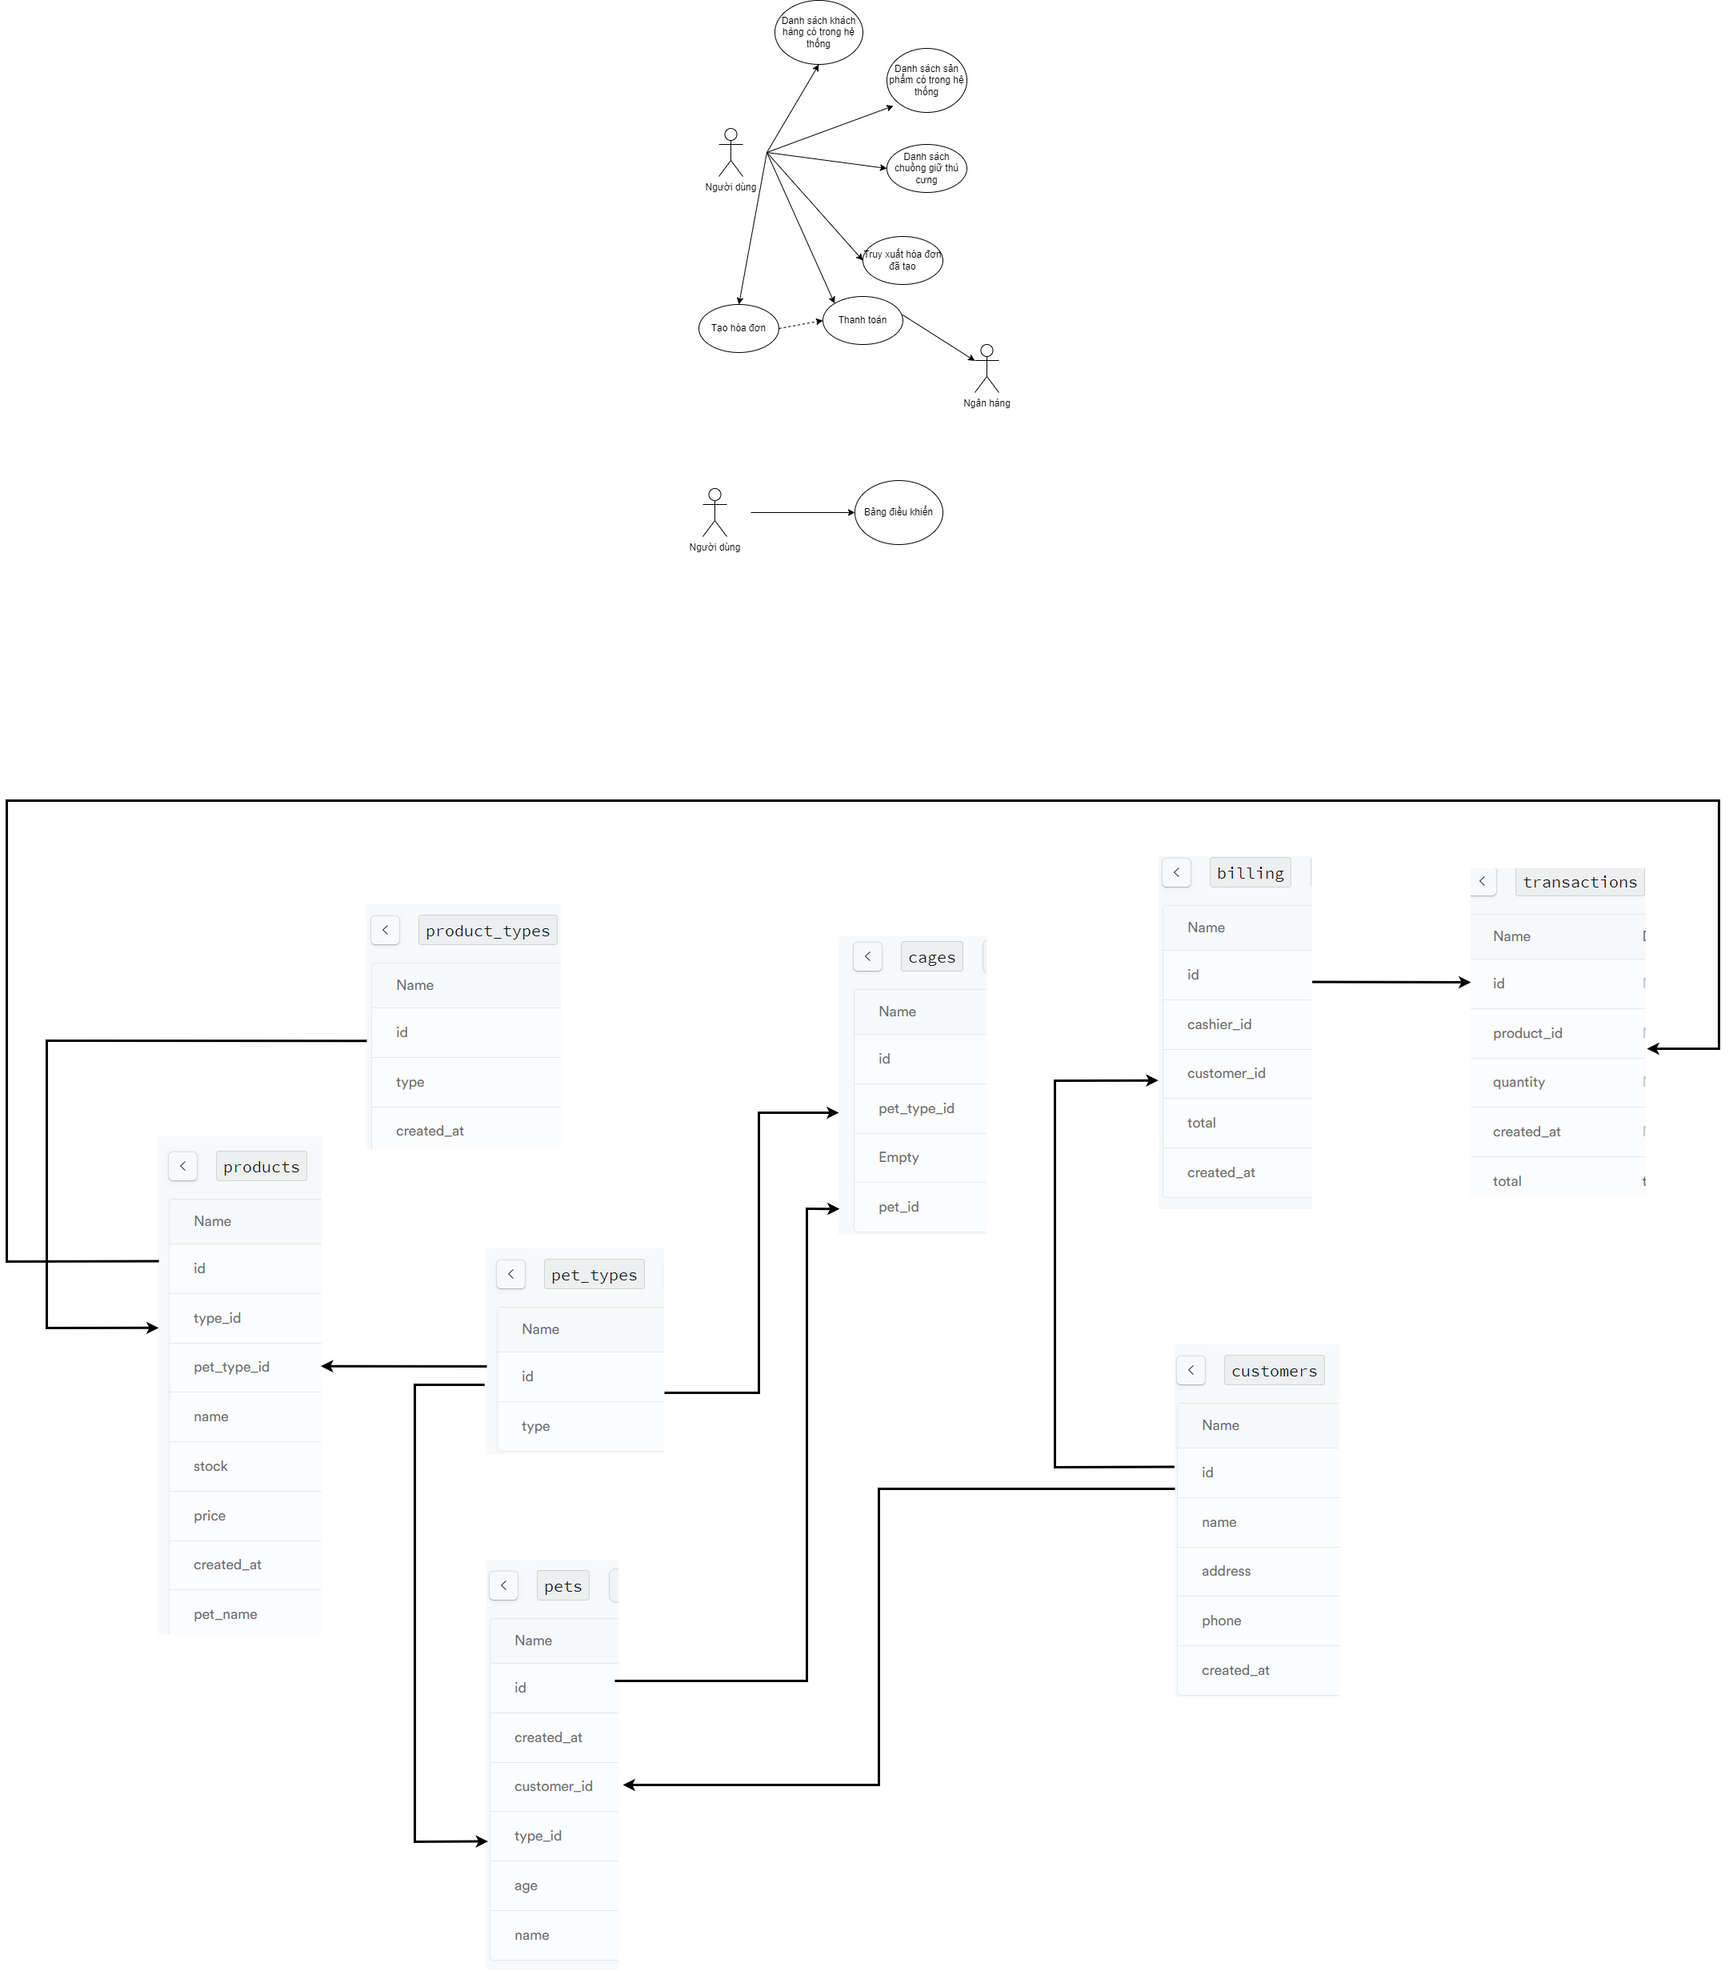 Danh sách khách
hàng có trong hệ
thống
Danh sách sản
phẩm có trong hệ
thống
Danh sách
chuồng giữ thú
cưng
Người dùng
Truy xuất hóa đơn
đã tạo
Tạo hóa đơn
Thanh toán
Ngân hàng
Người dùng
Bảng điều khiển
product_types
Name
id
type
created_at
cages
Name
id
pet_type_id
Empty
pet_id
billing
Name
id
cashier_id
customer_id
total
created_at
transactions
Name
id
product_id
quantity
created_at
total t
products
Name
id
type_id
pet_type_id
name
stock
price
created_at
pet_name
pet_types
Name
id
type
customers
Name
id
name
address
phone
created_at
pets
Name
id
created_at
customer_id
type_id
age
name